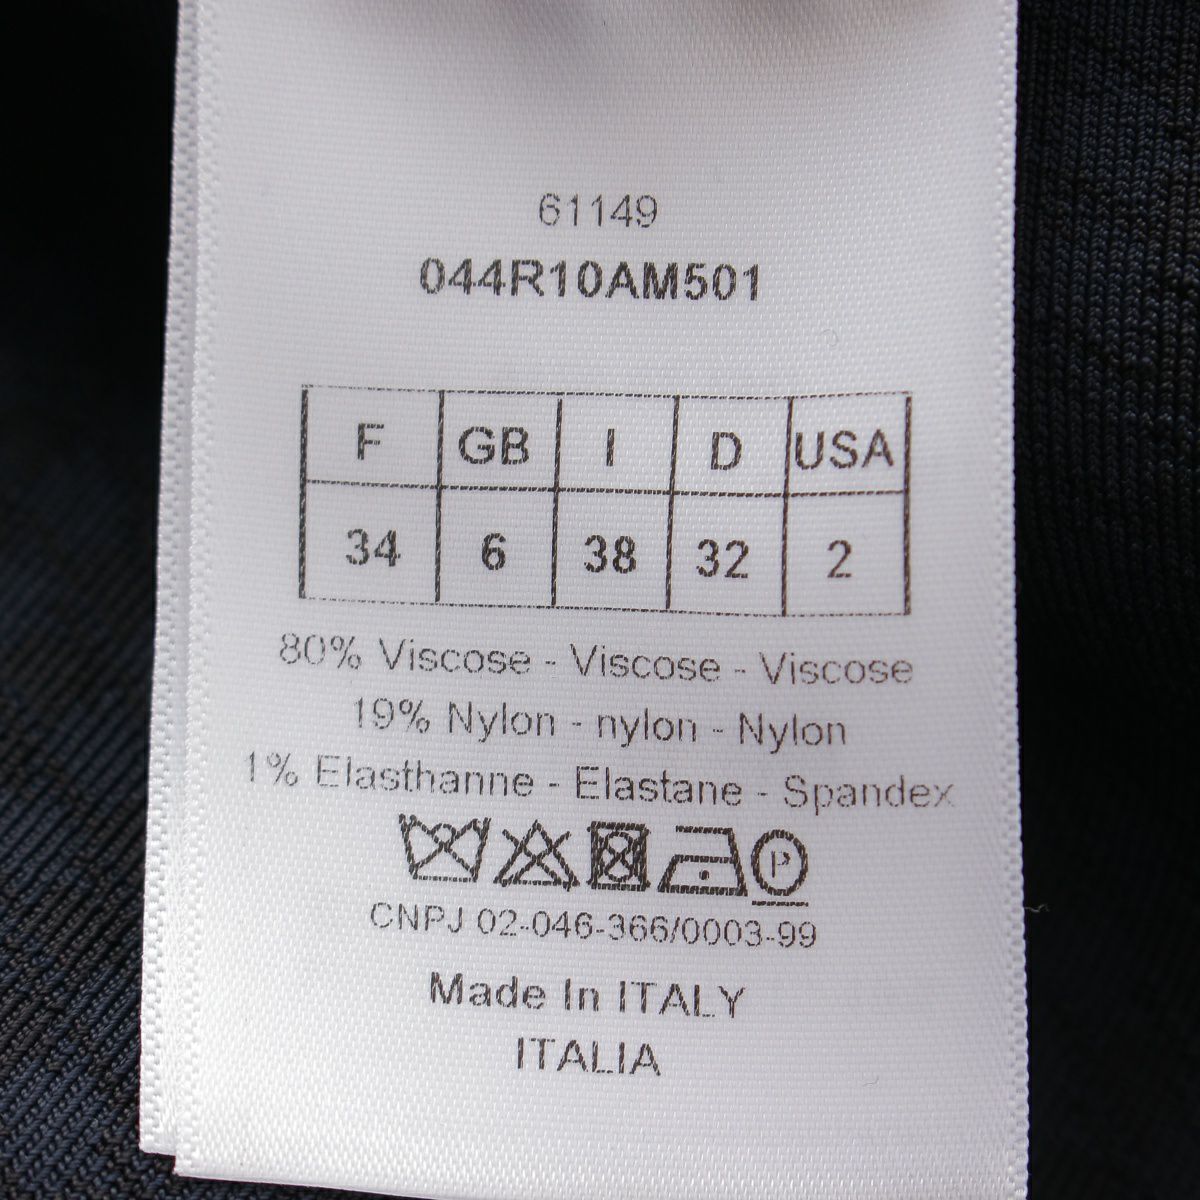 61149
044R10AM501
F GB I D USA
34 6 38 32 2
80% Viscose - Viscose - Viscose
19% Nylon - nylon - Nylon
1% Elasthanne - Elastane - Spandex
P
CNPJ 02-046-366/0003-99
Made In ITALY
ITALIA